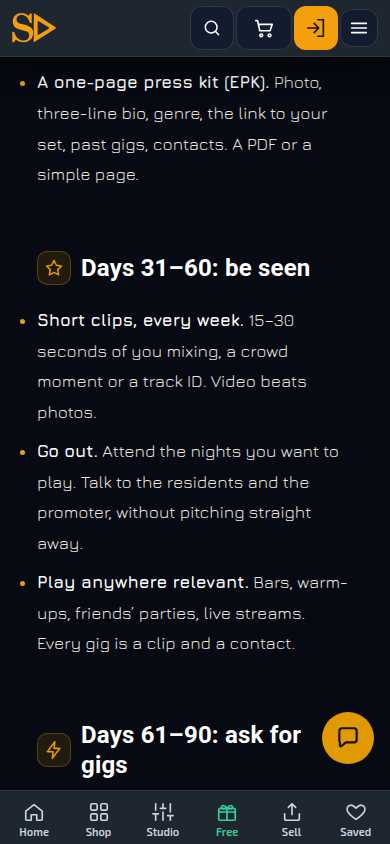 SD
A one-page press kit (EPK). Photo,
three-line bio, genre, the link to your
set, past gigs, contacts. A PDF or a
simple page.
Days 31–60: be seen
Short clips, every week. 15–30
seconds of you mixing, a crowd
moment or a track ID. Video beats
photos.
Go out. Attend the nights you want to
play. Talk to the residents and the
promoter, without pitching straight
away.
Play anywhere relevant. Bars, warm-
ups, friends’ parties, live streams.
Every gig is a clip and a contact.
Days 61–90: ask for
gigs
Home Shop Studio Free Sell Saved